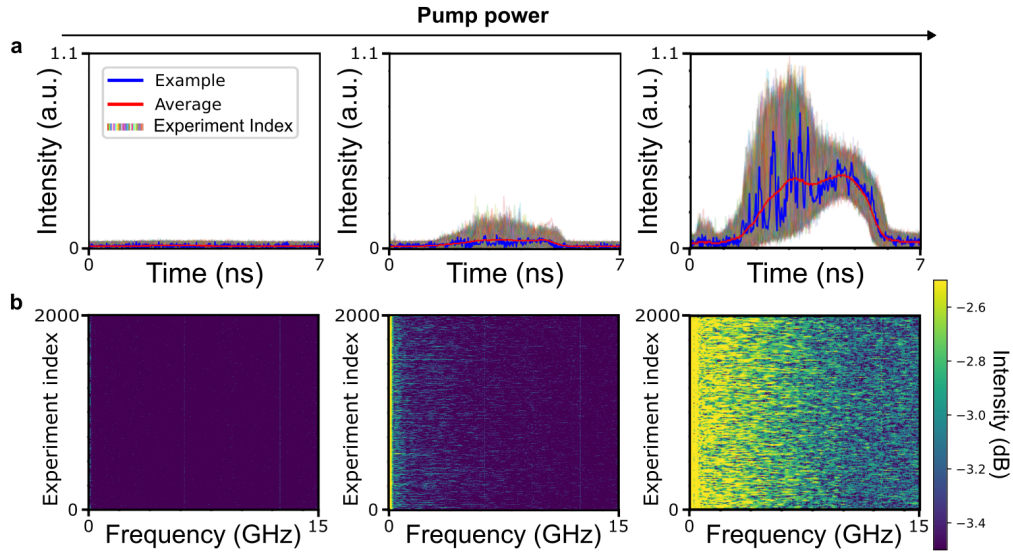 Pump power
a
1.1
Intensity (a.u.)
0
0
Time (ns)
7
Example
Average
Experiment Index
1.1
Intensity (a.u.)
0
0
Time (ns)
7
1.1
Intensity (a.u.)
0
0
Time (ns)
7
b
2000
Experiment index
0
0
Frequency (GHz)
15
2000
Experiment index
0
0
Frequency (GHz)
15
2000
Experiment index
0
0
Frequency (GHz)
15
−2.6
−2.8
−3.0
−3.2
−3.4
Intensity (dB)